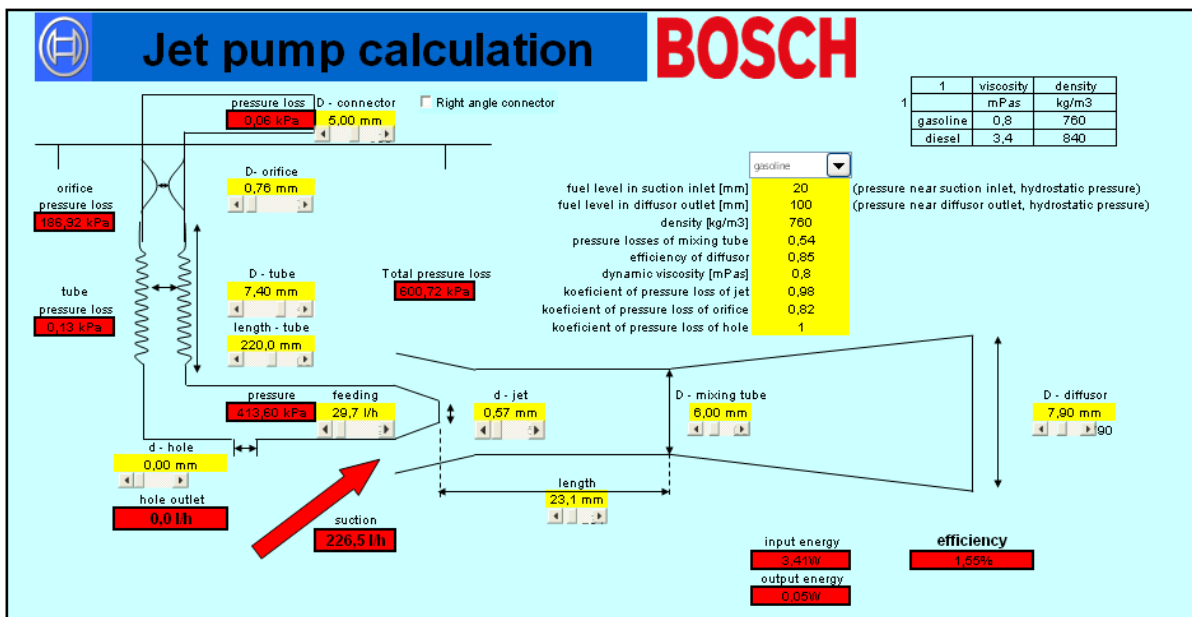 Jet pump calculation BOSCH
1 viscosity density
1 mPas kg/m3
gasoline 0,8 760
diesel 3,4 840
pressure loss D - connector Right angle connector
0,06 kPa 5,00 mm
orifice
pressure loss
186,92 kPa
D- orifice
0,76 mm
gasoline
fuel level in suction inlet [mm] 20 (pressure near suction inlet, hydrostatic pressure)
fuel level in diffusor outlet [mm] 100 (pressure near diffusor outlet, hydrostatic pressure)
density [kg/m3] 760
pressure losses of mixing tube 0,54
efficiency of diffusor 0,85
dynamic viscosity [mPas] 0,8
koeficient of pressure loss of jet 0,98
koeficient of pressure loss of orifice 0,82
koeficient of pressure loss of hole 1
tube
pressure loss
0,13 kPa
D - tube
7,40 mm
length - tube
220,0 mm
Total pressure loss
600,72 kPa
pressure feeding
413,60 kPa 29,7 l/h
d - jet
0,57 mm
D - mixing tube
6,00 mm
D - diffusor
7,90 mm
90
d - hole
0,00 mm
hole outlet
0,0 l/h
length
23,1 mm
suction
226,5 l/h
input energy
3,41W
output energy
0,05W
efficiency
1,55%